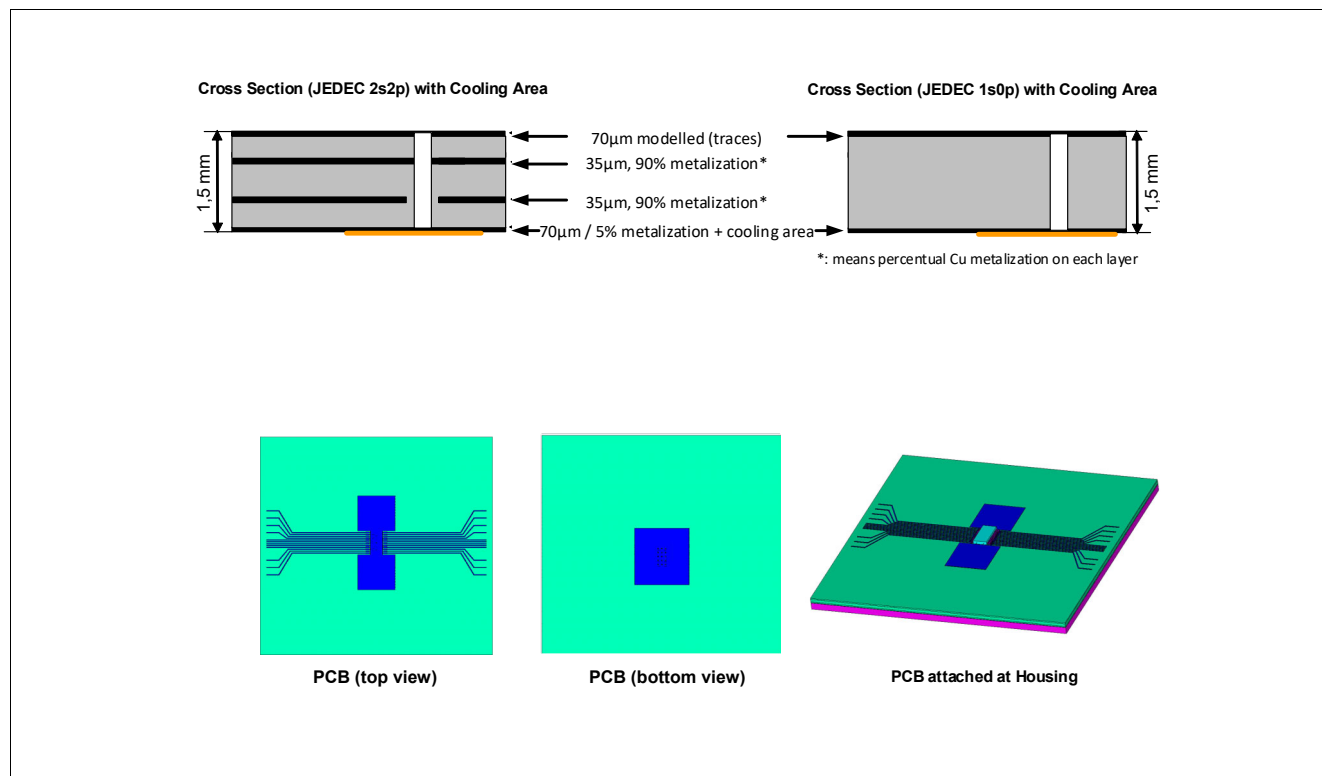 Cross Section (JEDEC 2s2p) with Cooling Area
Cross Section (JEDEC 1s0p) with Cooling Area
1,5 mm
70µm modelled (traces)
35µm, 90% metalization*
35µm, 90% metalization*
70µm / 5% metalization + cooling area
1,5 mm
*: means percentual Cu metalization on each layer
PCB (top view)
PCB (bottom view)
PCB attached at Housing